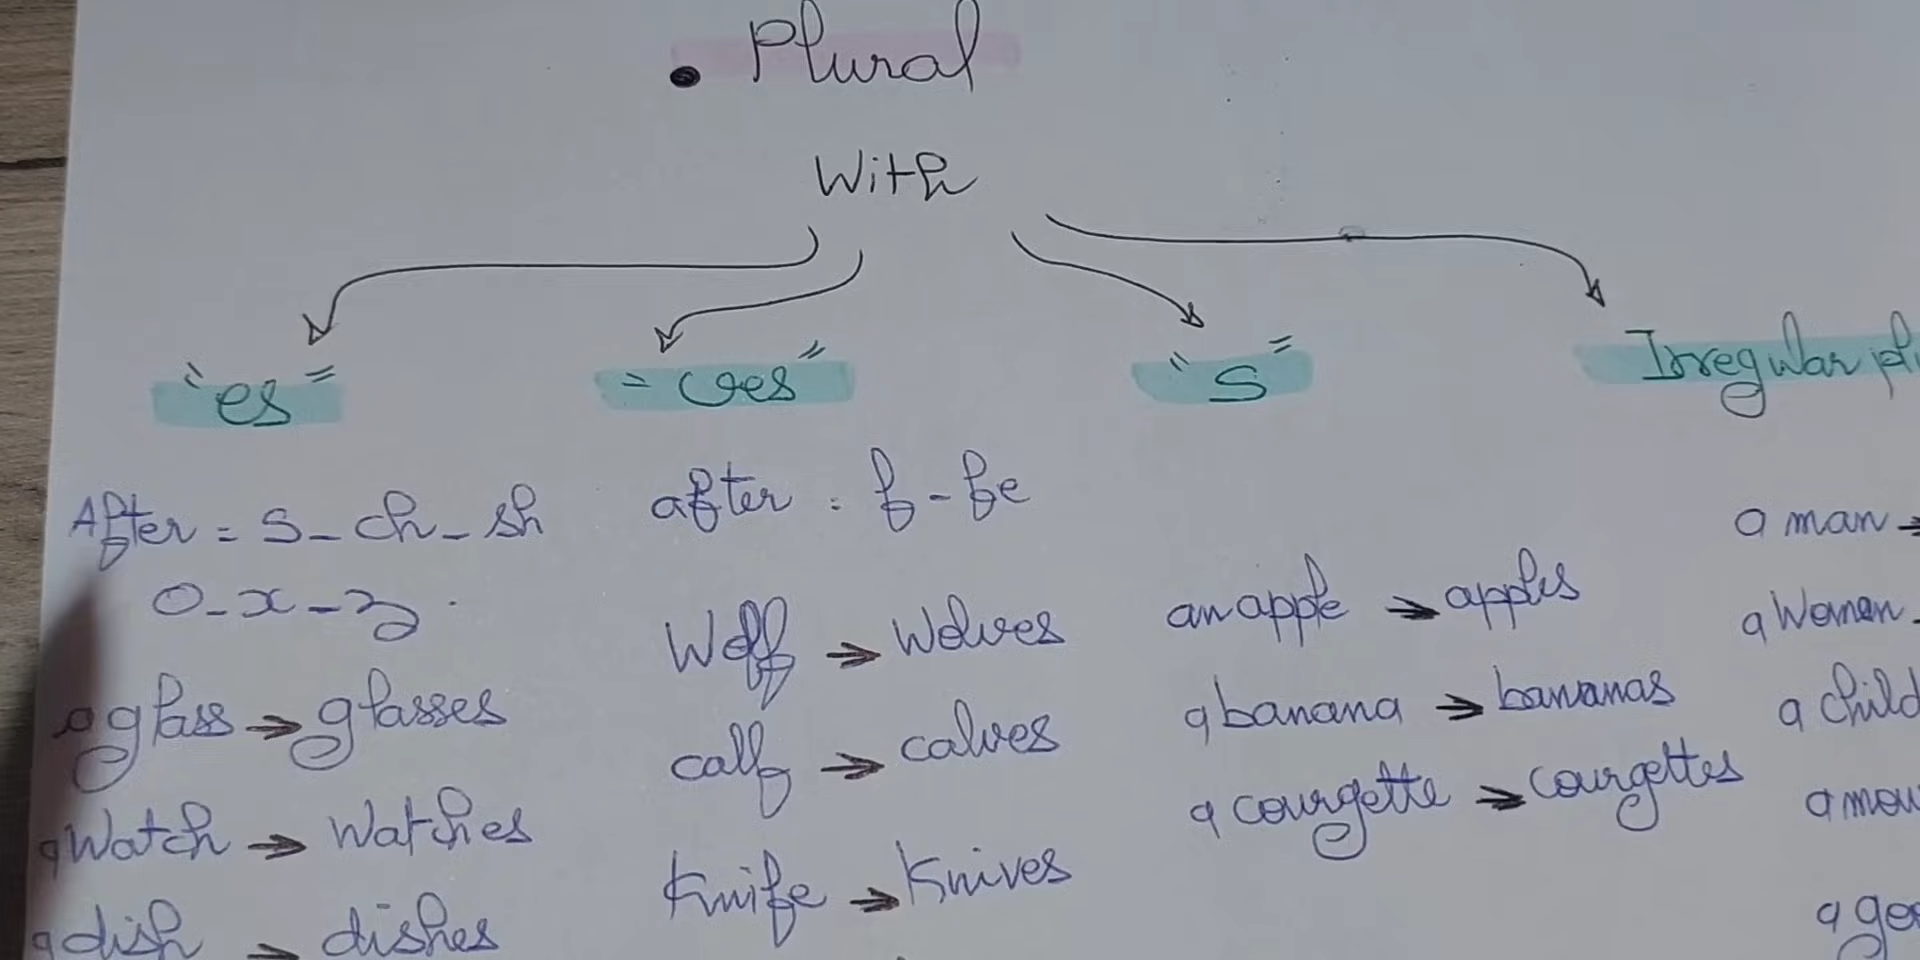 • Plural
With
"es"
"ves"
"s"
Irregular
After = s - ch - sh
o - x - z .
a glass → glasses
a watch → watches
a dish → dishes
after : f - fe
Wolf → Wolves
calf → calves
Knife → Knives
an apple → apples
a banana → bananas
a courgette → courgettes
a man →
a Woman
a child
a
a